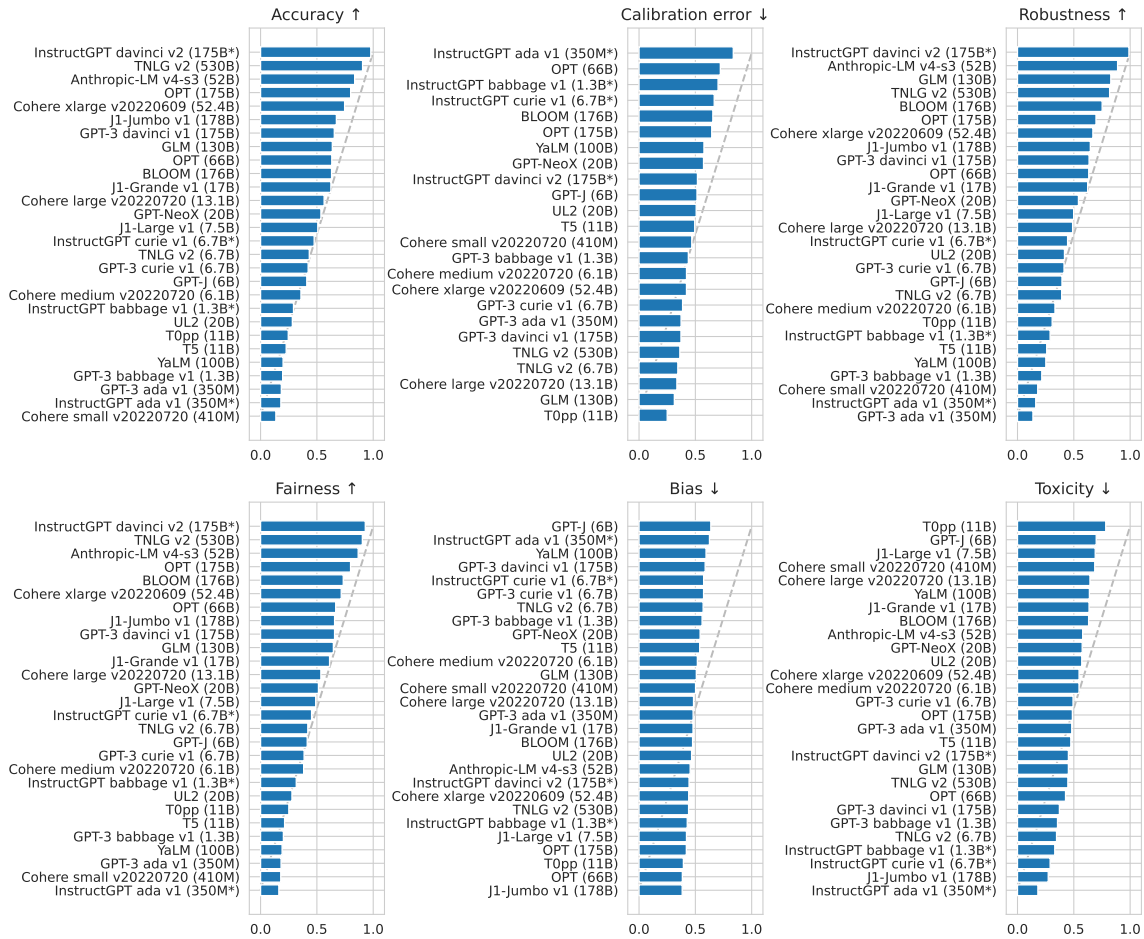 Accuracy ↑
InstructGPT davinci v2 (175B*)
TNLG v2 (530B)
Anthropic-LM v4-s3 (52B)
OPT (175B)
Cohere xlarge v20220609 (52.4B)
J1-Jumbo v1 (178B)
GPT-3 davinci v1 (175B)
GLM (130B)
OPT (66B)
BLOOM (176B)
J1-Grande v1 (17B)
Cohere large v20220720 (13.1B)
GPT-NeoX (20B)
J1-Large v1 (7.5B)
InstructGPT curie v1 (6.7B*)
TNLG v2 (6.7B)
GPT-3 curie v1 (6.7B)
GPT-J (6B)
Cohere medium v20220720 (6.1B)
InstructGPT babbage v1 (1.3B*)
UL2 (20B)
T0pp (11B)
T5 (11B)
YaLM (100B)
GPT-3 babbage v1 (1.3B)
GPT-3 ada v1 (350M)
InstructGPT ada v1 (350M*)
Cohere small v20220720 (410M)
0.0 0.5 1.0
Calibration error ↓
InstructGPT ada v1 (350M*)
OPT (66B)
InstructGPT babbage v1 (1.3B*)
InstructGPT curie v1 (6.7B*)
BLOOM (176B)
OPT (175B)
YaLM (100B)
GPT-NeoX (20B)
InstructGPT davinci v2 (175B*)
GPT-J (6B)
UL2 (20B)
T5 (11B)
Cohere small v20220720 (410M)
GPT-3 babbage v1 (1.3B)
Cohere medium v20220720 (6.1B)
Cohere xlarge v20220609 (52.4B)
GPT-3 curie v1 (6.7B)
GPT-3 ada v1 (350M)
GPT-3 davinci v1 (175B)
TNLG v2 (530B)
TNLG v2 (6.7B)
Cohere large v20220720 (13.1B)
GLM (130B)
T0pp (11B)
0.0 0.5 1.0
Robustness ↑
InstructGPT davinci v2 (175B*)
Anthropic-LM v4-s3 (52B)
GLM (130B)
TNLG v2 (530B)
BLOOM (176B)
OPT (175B)
Cohere xlarge v20220609 (52.4B)
J1-Jumbo v1 (178B)
GPT-3 davinci v1 (175B)
OPT (66B)
J1-Grande v1 (17B)
GPT-NeoX (20B)
J1-Large v1 (7.5B)
Cohere large v20220720 (13.1B)
InstructGPT curie v1 (6.7B*)
UL2 (20B)
GPT-3 curie v1 (6.7B)
GPT-J (6B)
TNLG v2 (6.7B)
Cohere medium v20220720 (6.1B)
T0pp (11B)
InstructGPT babbage v1 (1.3B*)
T5 (11B)
YaLM (100B)
GPT-3 babbage v1 (1.3B)
Cohere small v20220720 (410M)
InstructGPT ada v1 (350M*)
GPT-3 ada v1 (350M)
0.0 0.5 1.0
Fairness ↑
InstructGPT davinci v2 (175B*)
TNLG v2 (530B)
Anthropic-LM v4-s3 (52B)
OPT (175B)
BLOOM (176B)
Cohere xlarge v20220609 (52.4B)
OPT (66B)
J1-Jumbo v1 (178B)
GPT-3 davinci v1 (175B)
GLM (130B)
J1-Grande v1 (17B)
Cohere large v20220720 (13.1B)
GPT-NeoX (20B)
J1-Large v1 (7.5B)
InstructGPT curie v1 (6.7B*)
TNLG v2 (6.7B)
GPT-J (6B)
GPT-3 curie v1 (6.7B)
Cohere medium v20220720 (6.1B)
InstructGPT babbage v1 (1.3B*)
UL2 (20B)
T0pp (11B)
T5 (11B)
GPT-3 babbage v1 (1.3B)
YaLM (100B)
GPT-3 ada v1 (350M)
Cohere small v20220720 (410M)
InstructGPT ada v1 (350M*)
0.0 0.5 1.0
Bias ↓
GPT-J (6B)
InstructGPT ada v1 (350M*)
YaLM (100B)
GPT-3 davinci v1 (175B)
InstructGPT curie v1 (6.7B*)
GPT-3 curie v1 (6.7B)
TNLG v2 (6.7B)
GPT-3 babbage v1 (1.3B)
GPT-NeoX (20B)
T5 (11B)
Cohere medium v20220720 (6.1B)
GLM (130B)
Cohere small v20220720 (410M)
Cohere large v20220720 (13.1B)
GPT-3 ada v1 (350M)
J1-Grande v1 (17B)
BLOOM (176B)
UL2 (20B)
Anthropic-LM v4-s3 (52B)
InstructGPT davinci v2 (175B*)
Cohere xlarge v20220609 (52.4B)
TNLG v2 (530B)
InstructGPT babbage v1 (1.3B*)
J1-Large v1 (7.5B)
OPT (175B)
T0pp (11B)
OPT (66B)
J1-Jumbo v1 (178B)
0.0 0.5 1.0
Toxicity ↓
T0pp (11B)
GPT-J (6B)
J1-Large v1 (7.5B)
Cohere small v20220720 (410M)
Cohere large v20220720 (13.1B)
YaLM (100B)
J1-Grande v1 (17B)
BLOOM (176B)
Anthropic-LM v4-s3 (52B)
GPT-NeoX (20B)
UL2 (20B)
Cohere xlarge v20220609 (52.4B)
Cohere medium v20220720 (6.1B)
GPT-3 curie v1 (6.7B)
OPT (175B)
GPT-3 ada v1 (350M)
T5 (11B)
InstructGPT davinci v2 (175B*)
GLM (130B)
TNLG v2 (530B)
OPT (66B)
GPT-3 davinci v1 (175B)
GPT-3 babbage v1 (1.3B)
TNLG v2 (6.7B)
InstructGPT babbage v1 (1.3B*)
InstructGPT curie v1 (6.7B*)
J1-Jumbo v1 (178B)
InstructGPT ada v1 (350M*)
0.0 0.5 1.0